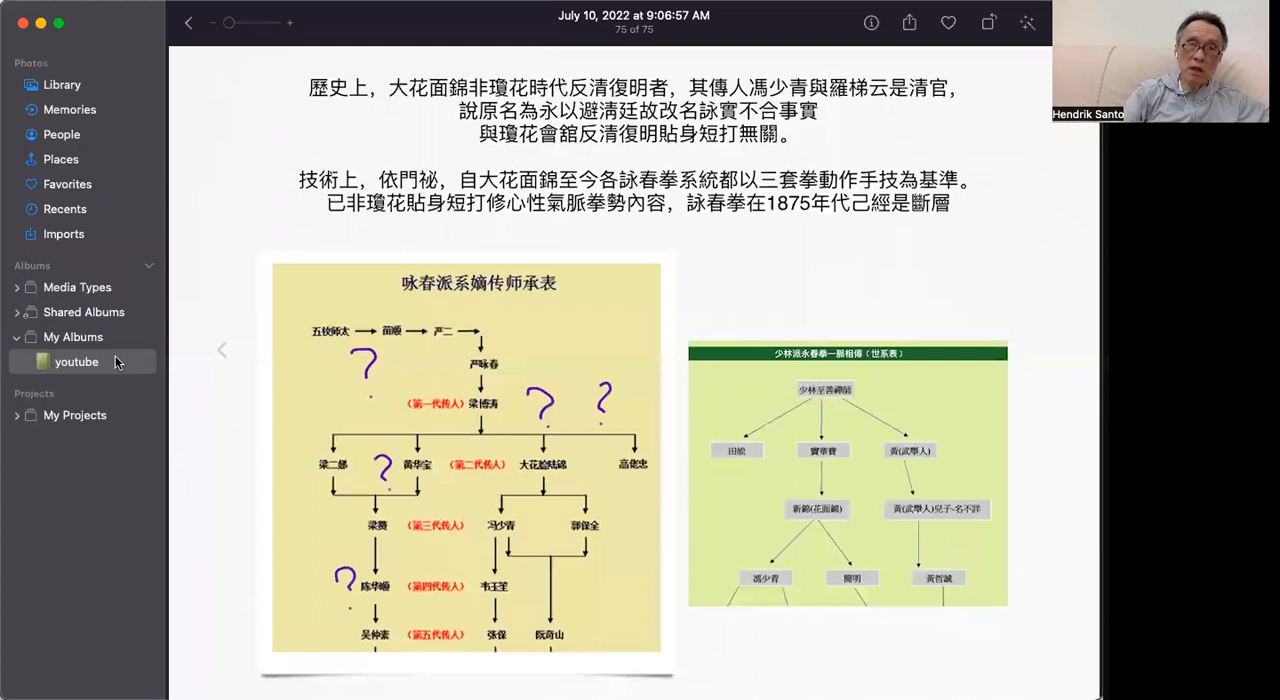 July 10, 2022 at 9:06:57 AM
75 of 75
Photos
Library
Memories
People
Places
Favorites
Recents
Imports
Albums
Media Types
Shared Albums
My Albums
youtube
Projects
My Projects
Hendrik Santo
歷史上，大花面錦非瓊花時代反清復明者，其傳人馮少青與羅梯云是清官，
說原名為永以避清廷故改名詠實不合事實
與瓊花會舘反清復明貼身短打無關。
技術上，依門祕，自大花面錦至今各詠春拳系統都以三套拳動作手技為基準。
已非瓊花貼身短打修心性氣脈拳勢內容，詠春拳在1875年代己經是斷層
咏春派系嫡传师承表
五枚师太 苗顺 严二
?
严咏春
（第一代传人） 梁博涛 ? ?
梁二娣 ? 黄华宝 （第二代传人） 大花脸陆锦 高佬忠
梁赞 （第三代传人） 冯少青 郭保全
? 陈华顺 （第四代传人） 韦玉笙
吴仲素 （第五代传人） 张保 阮奇山
少林派永春拳一脈相傳〔世系表〕
少林至善禪師
田能 寶華寶 黃(武舉人)
新錦(花面錦) 黃(武舉人)兒子~名不詳
馮少青 簡明 黃哲誠